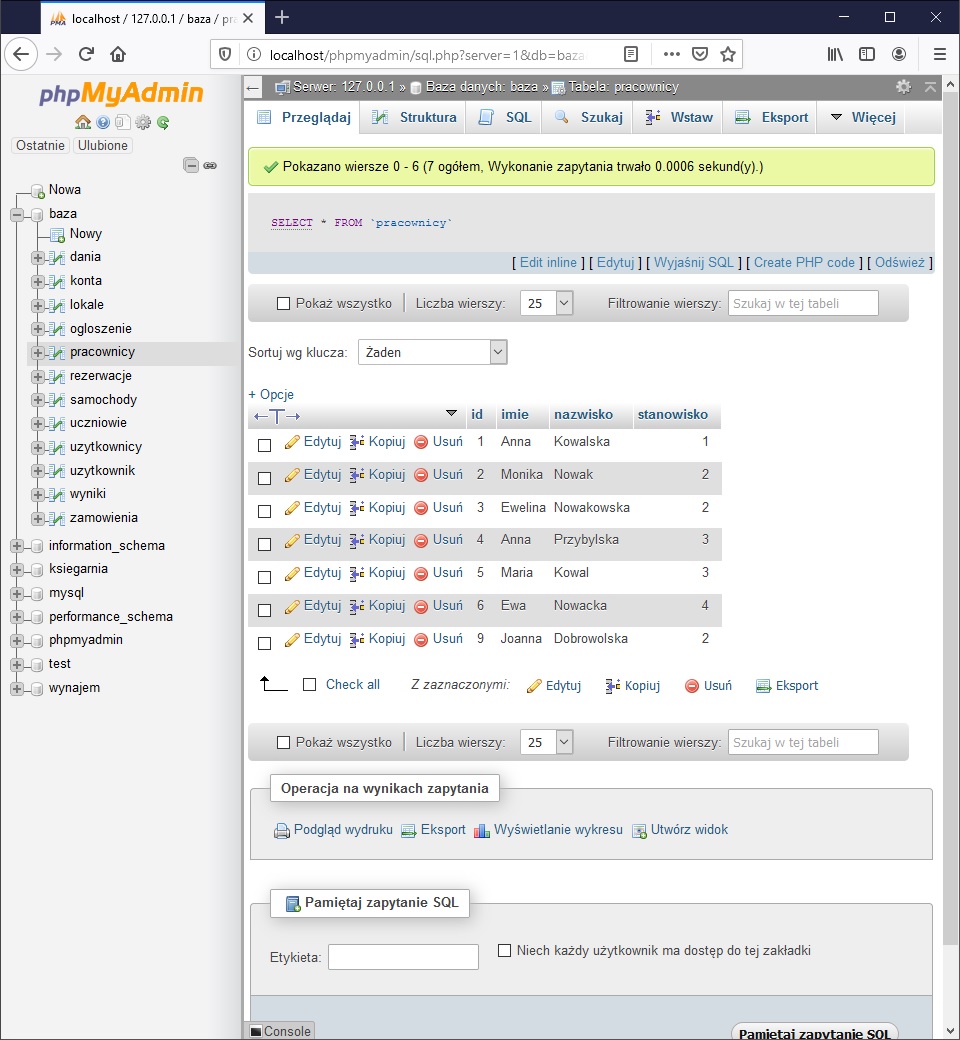 localhost / 127.0.0.1 / baza / pra
localhost/phpmyadmin/sql.php?server=1&db=baza
phpMyAdmin
Ostatnie Ulubione
Nowa
baza
Nowy
dania
konta
lokale
ogloszenie
pracownicy
rezerwacje
samochody
uczniowie
uzytkownicy
uzytkownik
wyniki
zamowienia
information_schema
ksiegarnia
mysql
performance_schema
phpmyadmin
test
wynajem
Serwer: 127.0.0.1 » Baza danych: baza » Tabela: pracownicy
Przeglądaj Struktura SQL Szukaj Wstaw Eksport Więcej
Pokazano wiersze 0 - 6 (7 ogółem, Wykonanie zapytania trwało 0.0006 sekund(y).)
SELECT * FROM `pracownicy`
[ Edit inline ] [ Edytuj ] [ Wyjaśnij SQL ] [ Create PHP code ] [ Odśwież ]
Pokaż wszystko Liczba wierszy: 25 Filtrowanie wierszy: Szukaj w tej tabeli
Sortuj wg klucza: Żaden
+ Opcje
←T→ id imie nazwisko stanowisko
Edytuj Kopiuj Usuń 1 Anna Kowalska 1
Edytuj Kopiuj Usuń 2 Monika Nowak 2
Edytuj Kopiuj Usuń 3 Ewelina Nowakowska 2
Edytuj Kopiuj Usuń 4 Anna Przybylska 3
Edytuj Kopiuj Usuń 5 Maria Kowal 3
Edytuj Kopiuj Usuń 6 Ewa Nowacka 4
Edytuj Kopiuj Usuń 9 Joanna Dobrowolska 2
Check all Z zaznaczonymi: Edytuj Kopiuj Usuń Eksport
Pokaż wszystko Liczba wierszy: 25 Filtrowanie wierszy: Szukaj w tej tabeli
Operacja na wynikach zapytania
Podgląd wydruku Eksport Wyświetlanie wykresu Utwórz widok
Pamiętaj zapytanie SQL
Etykieta: Niech każdy użytkownik ma dostęp do tej zakładki
Console
Pamiętaj zapytanie SQL